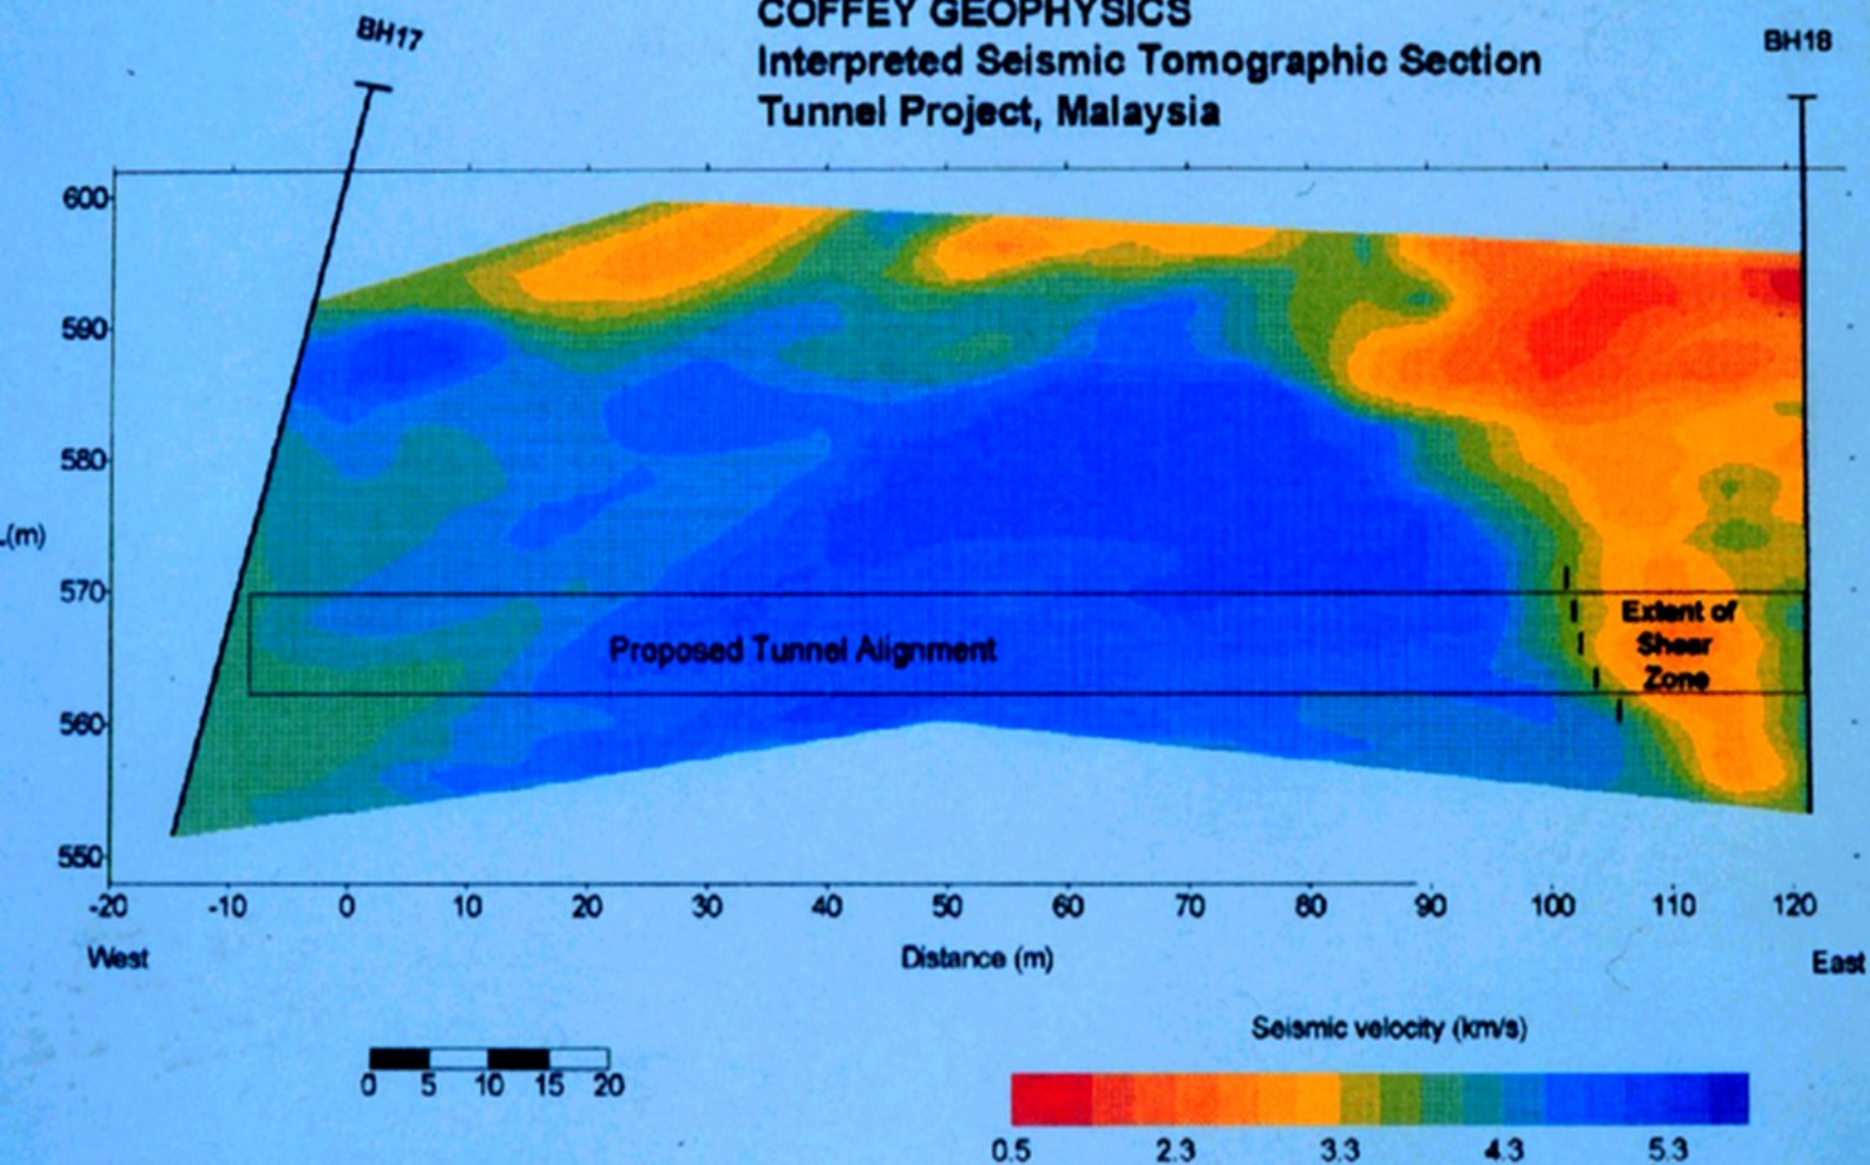 COFFEY GEOPHYSICS
Interpreted Seismic Tomographic Section
Tunnel Project, Malaysia
BH17
BH18
600
590
580
(m)
570
560
550
Proposed Tunnel Alignment
Extent of
Shear
Zone
-20 -10 0 10 20 30 40 50 60 70 80 90 100 110 120
West Distance (m) East
Seismic velocity (km/s)
0 5 10 15 20
0.5 2.3 3.3 4.3 5.3